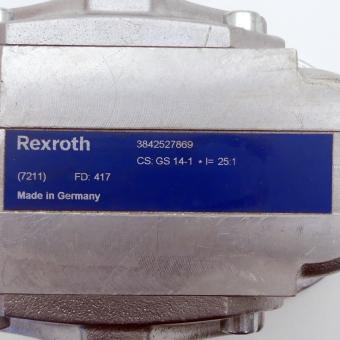 Rexroth 3842527869
CS: GS 14-1 * I= 25:1
(7211) FD: 417
Made in Germany